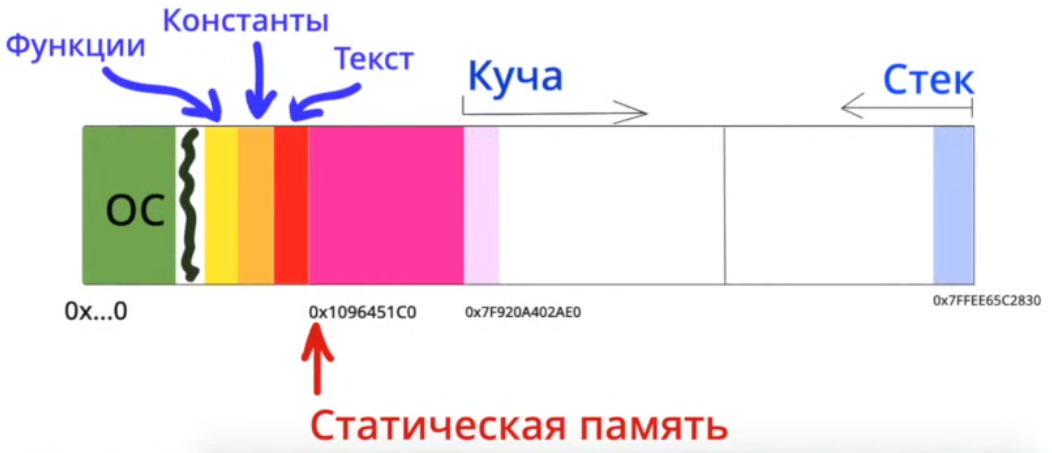 Константы
Функции
Текст
Куча
Стек
ОС
0x...0
0x1096451C0
0x7F920A402AE0
0x7FFEE65C2830
Статическая память